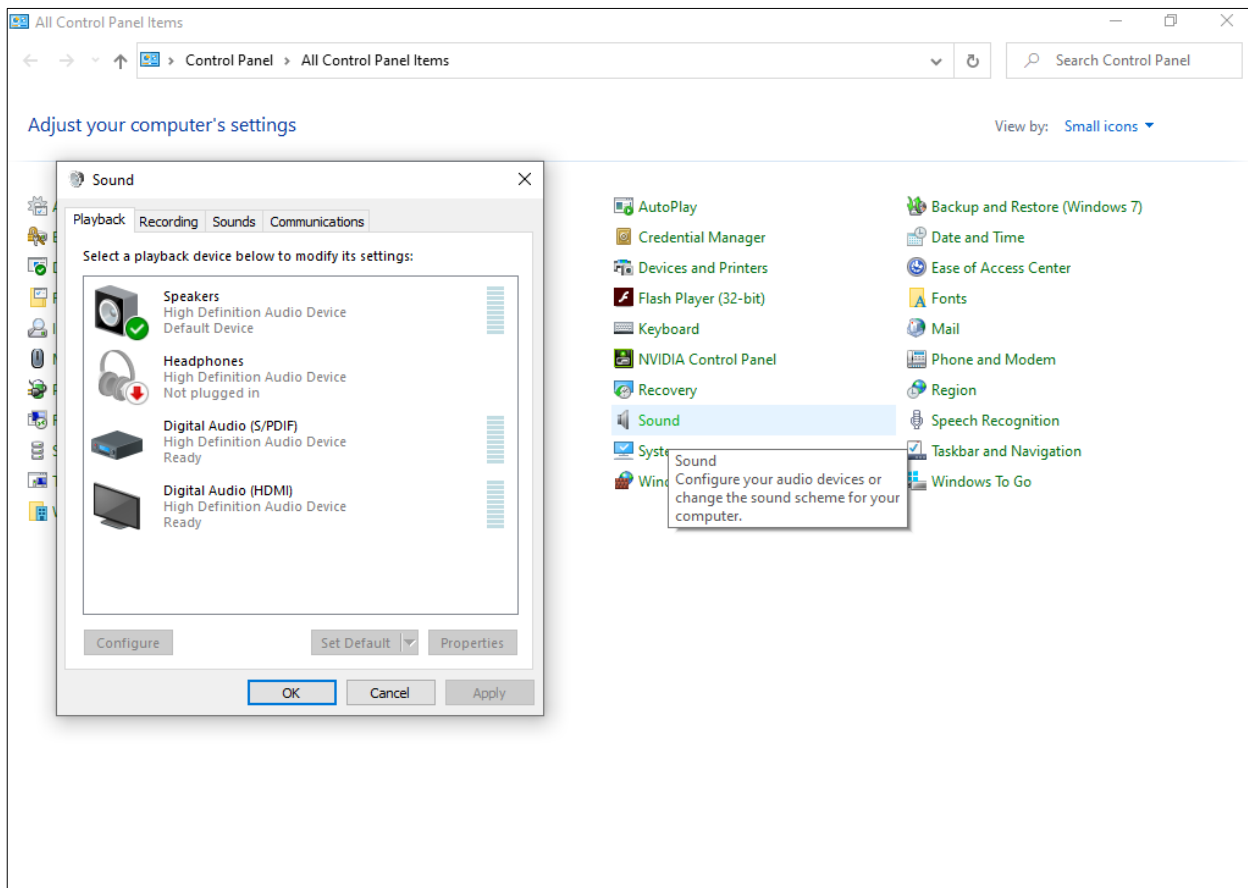 All Control Panel Items
Control Panel > All Control Panel Items
Search Control Panel
Adjust your computer's settings
View by: Small icons
Sound
Playback Recording Sounds Communications
Select a playback device below to modify its settings:
Speakers
High Definition Audio Device
Default Device
Headphones
High Definition Audio Device
Not plugged in
Digital Audio (S/PDIF)
High Definition Audio Device
Ready
Digital Audio (HDMI)
High Definition Audio Device
Ready
Configure Set Default Properties
OK Cancel Apply
AutoPlay
Credential Manager
Devices and Printers
Flash Player (32-bit)
Keyboard
NVIDIA Control Panel
Recovery
Sound
Sound
Configure your audio devices or
change the sound scheme for your
computer.
Backup and Restore (Windows 7)
Date and Time
Ease of Access Center
Fonts
Mail
Phone and Modem
Region
Speech Recognition
Taskbar and Navigation
Windows To Go